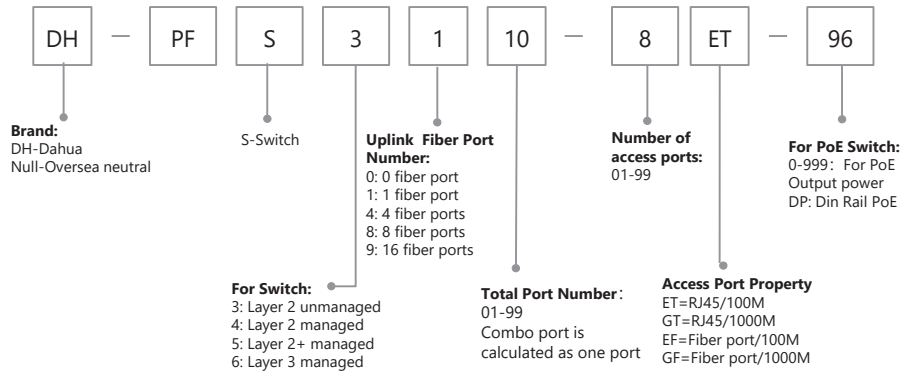 DH — PF S 3 1 10 — 8 ET — 96
Brand:
DH-Dahua
Null-Oversea neutral
S-Switch
Uplink Fiber Port
Number:
0: 0 fiber port
1: 1 fiber port
4: 4 fiber ports
8: 8 fiber ports
9: 16 fiber ports
Number of
access ports:
01-99
For PoE Switch:
0-999：For PoE
Output power
DP: Din Rail PoE
For Switch:
3: Layer 2 unmanaged
4: Layer 2 managed
5: Layer 2+ managed
6: Layer 3 managed
Total Port Number：
01-99
Combo port is
calculated as one port
Access Port Property
ET=RJ45/100M
GT=RJ45/1000M
EF=Fiber port/100M
GF=Fiber port/1000M